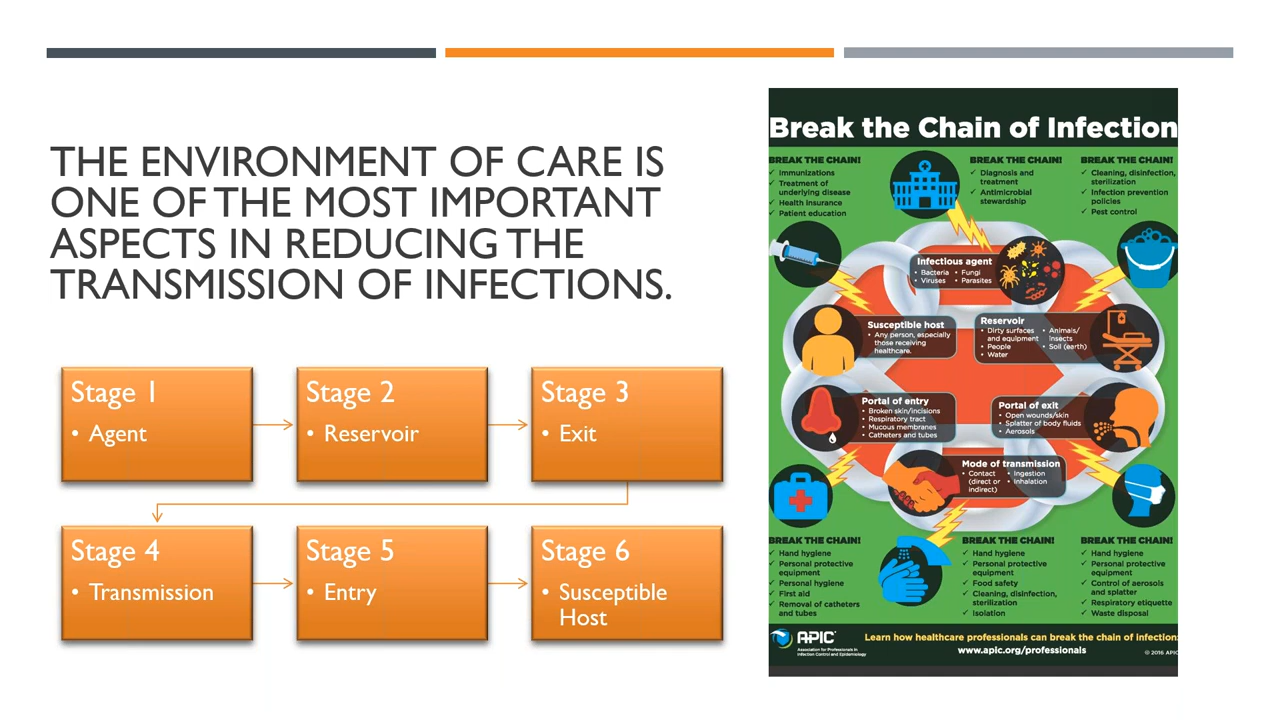 THE ENVIRONMENT OF CARE IS
ONE OF THE MOST IMPORTANT
ASPECTS IN REDUCING THE
TRANSMISSION OF INFECTIONS.
Stage 1
• Agent
Stage 2
• Reservoir
Stage 3
• Exit
Stage 4
• Transmission
Stage 5
• Entry
Stage 6
• Susceptible
Host
Break the Chain of Infection
BREAK THE CHAIN!
✓ Immunizations
✓ Treatment of
underlying disease
✓ Health Insurance
✓ Patient education
BREAK THE CHAIN!
✓ Diagnosis and
treatment
✓ Antimicrobial
stewardship
BREAK THE CHAIN!
✓ Cleaning, disinfection,
sterilization
✓ Infection prevention
policies
✓ Pest control
Infectious agent
• Bacteria • Fungi
• Viruses • Parasites
Susceptible host
• Any person, especially
those receiving
healthcare.
Reservoir
• Dirty surfaces
and equipment
• People
• Water
• Animals/
insects
• Soil (earth)
Portal of entry
• Broken skin/incisions
• Respiratory tract
• Mucous membranes
• Catheters and tubes
Portal of exit
• Open wounds/skin
• Splatter of body fluids
• Aerosols
Mode of transmission
• Contact
(direct or
indirect)
• Ingestion
• Inhalation
BREAK THE CHAIN!
✓ Hand hygiene
✓ Personal protective
equipment
✓ Personal hygiene
✓ First aid
✓ Removal of catheters
and tubes
BREAK THE CHAIN!
✓ Hand hygiene
✓ Personal protective
equipment
✓ Food safety
✓ Cleaning, disinfection,
sterilization
✓ Isolation
BREAK THE CHAIN!
✓ Hand hygiene
✓ Personal protective
equipment
✓ Control of aerosols
and splatter
✓ Respiratory etiquette
✓ Waste disposal
APIC
Association for Professionals in
Infection Control and Epidemiology
Learn how healthcare professionals can break the chain of infection:
www.apic.org/professionals
© 2016 APIC